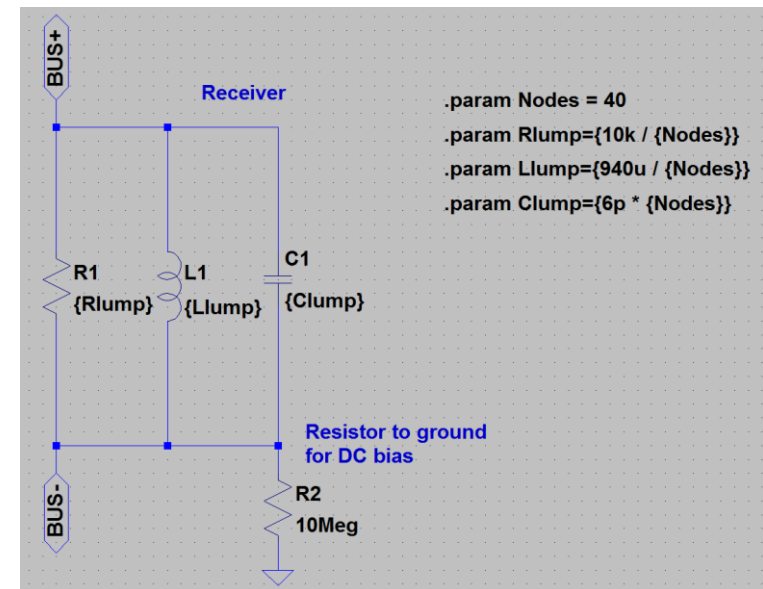 BUS+
Receiver
.param Nodes = 40
.param Rlump={10k / {Nodes}}
.param Llump={940u / {Nodes}}
.param Clump={6p * {Nodes}}
R1
{Rlump}
L1
{Llump}
C1
{Clump}
Resistor to ground
for DC bias
BUS-
R2
10Meg